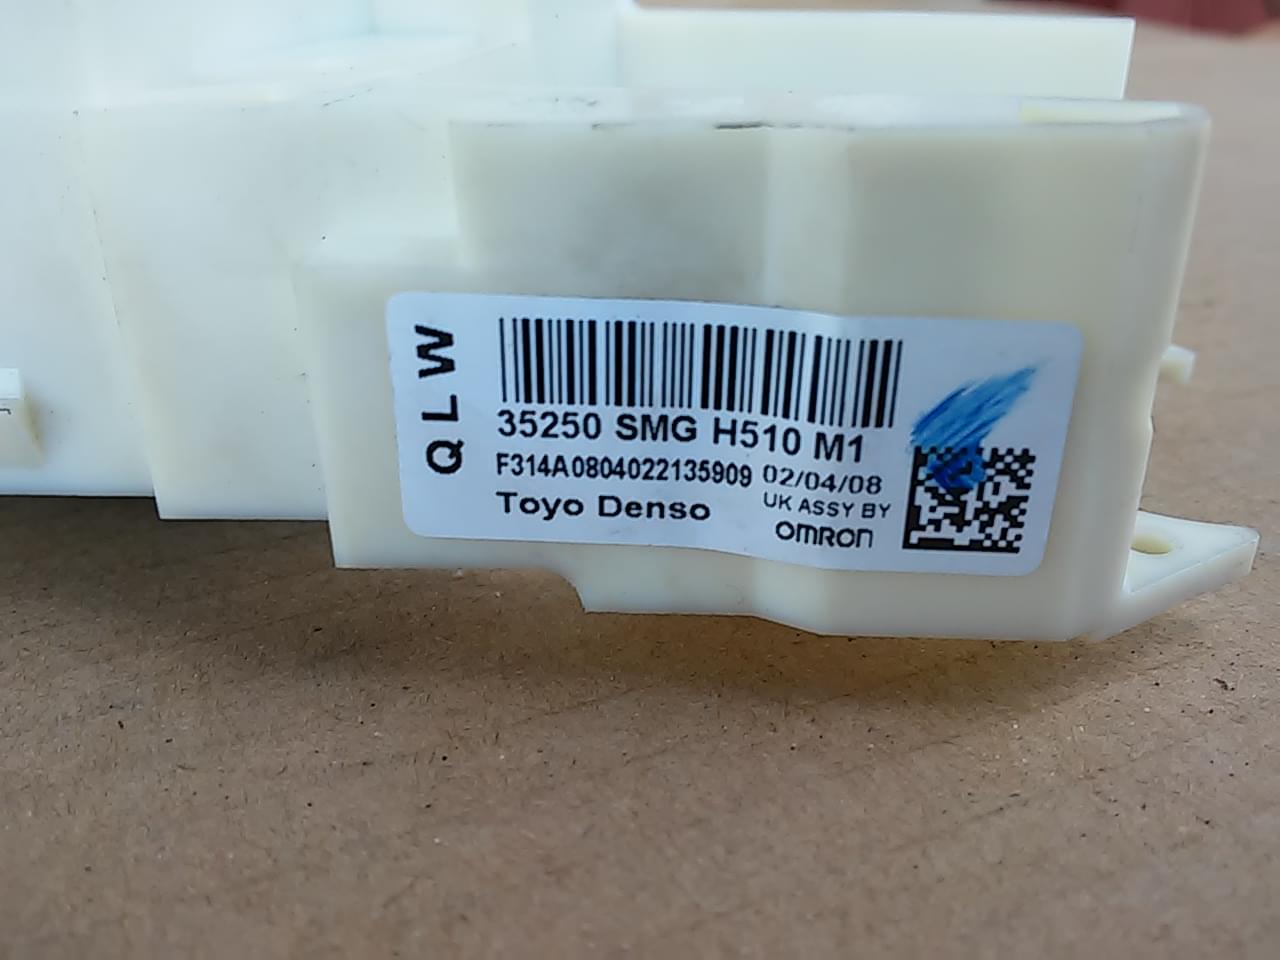 QLW
35250 SMG H510 M1
F314A0804022135909 02/04/08
Toyo Denso
UK ASSY BY
OMRON